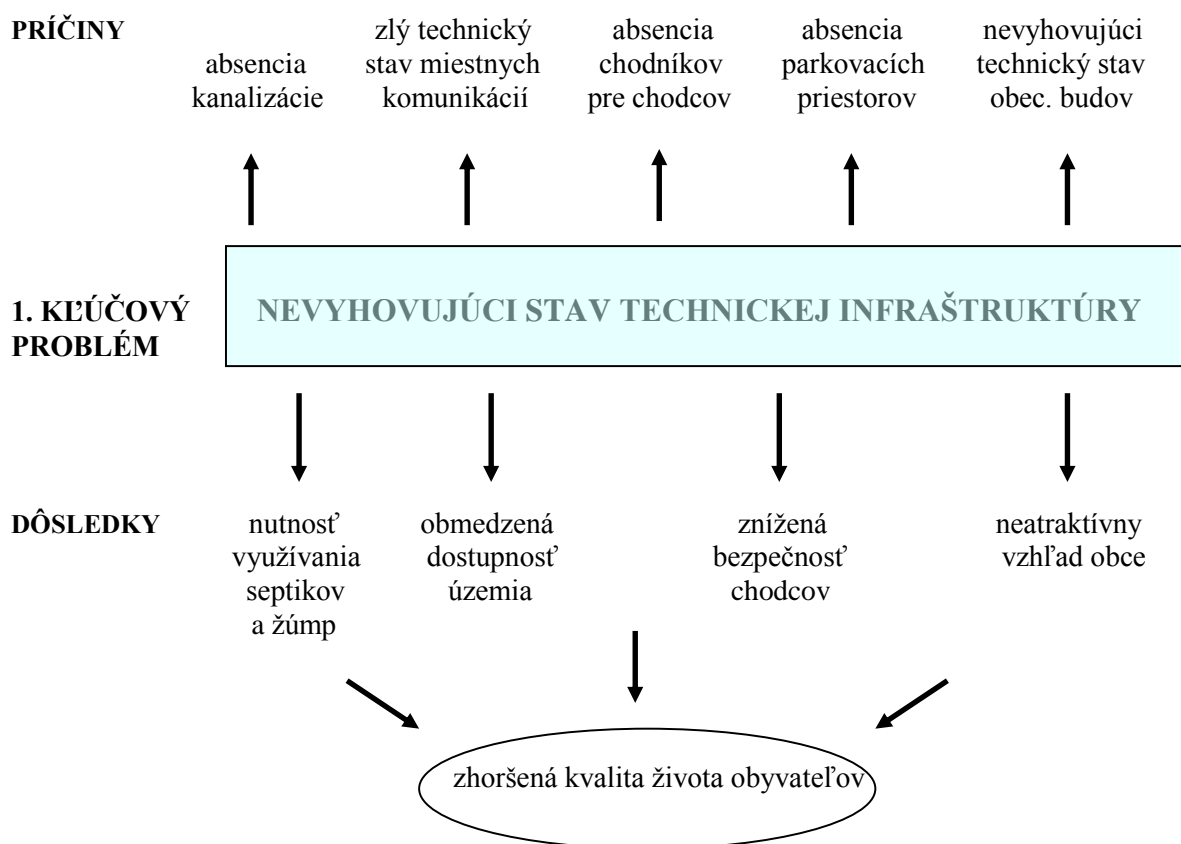 PRÍČINY
absencia
kanalizácie
zlý technický
stav miestnych
komunikácií
absencia
chodníkov
pre chodcov
absencia
parkovacích
priestorov
nevyhovujúci
technický stav
obec. budov
1. KĽÚČOVÝ
PROBLÉM
NEVYHOVUJÚCI STAV TECHNICKEJ INFRAŠTRUKTÚRY
DÔSLEDKY
nutnosť
využívania
septikov
a žúmp
obmedzená
dostupnosť
územia
znížená
bezpečnosť
chodcov
neatraktívny
vzhľad obce
zhoršená kvalita života obyvateľov